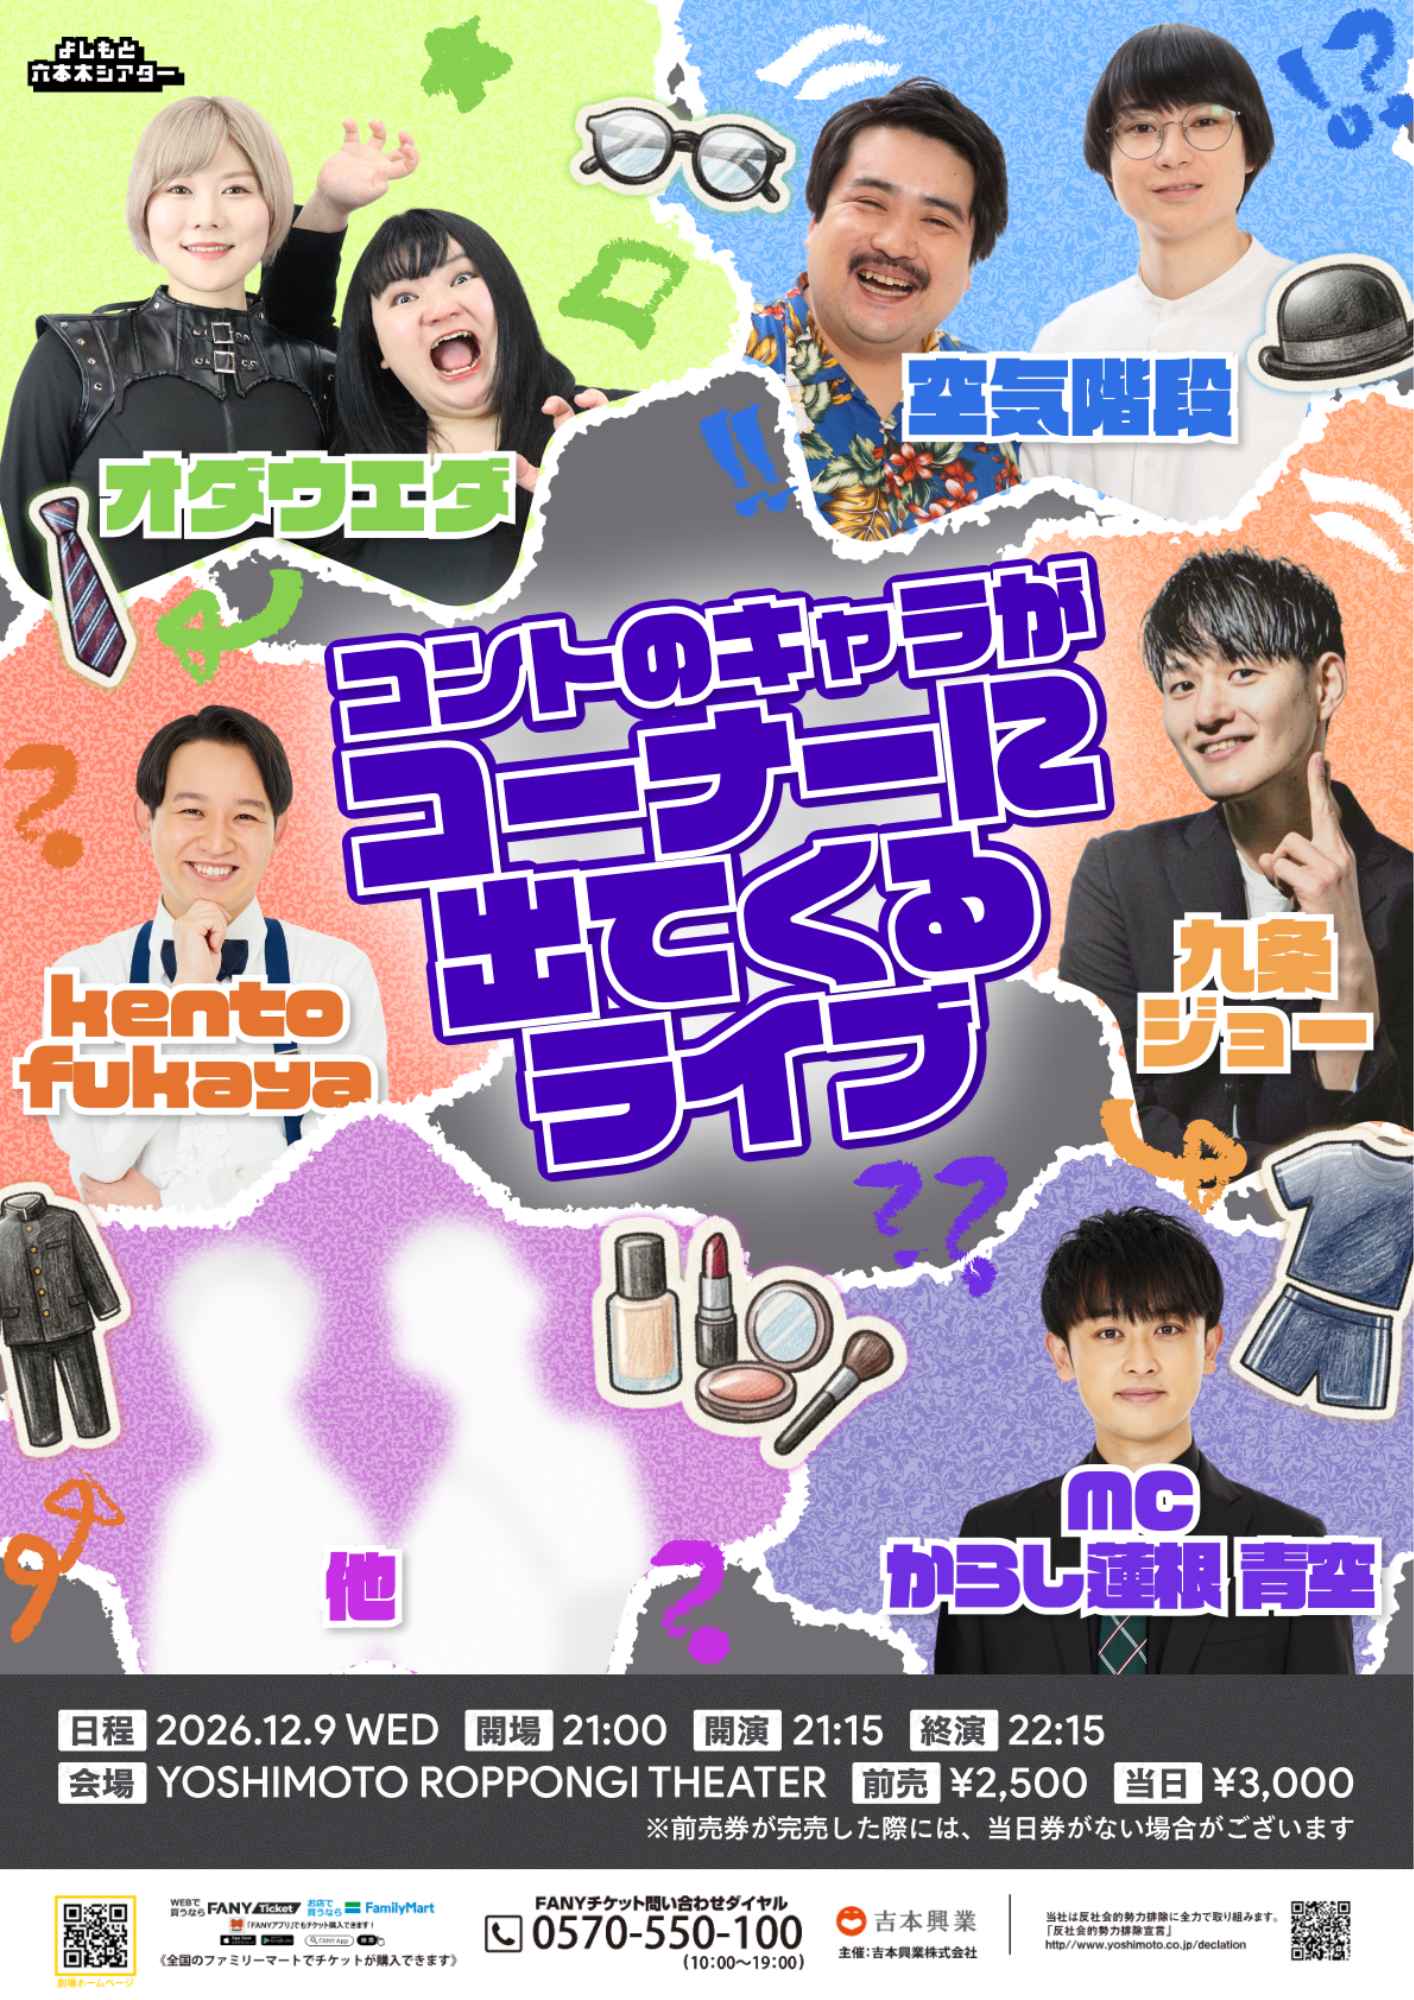 よしもと
六本木シアター
オダウエダ
空気階段
コントのキャラが
コーナーに
出てくる
ライブ
kento
fukaya
九条
ジョー
他
MC
からし蓮根 青空
日程 2026.12.9 WED 開場 21:00 開演 21:15 終演 22:15
会場 YOSHIMOTO ROPPONGI THEATER 前売 ¥2,500 当日 ¥3,000
※前売券が完売した際には、当日券がない場合がございます
劇場ホームページ
WEBで買うなら FANY Ticket お店で買うなら FamilyMart
「FANYアプリ」でもチケット購入できます!
《全国のファミリーマートでチケットが購入できます》
FANYチケット問い合わせダイヤル
0570-550-100
(10:00〜19:00)
吉本興業
主催:吉本興業株式会社
当社は反社会的勢力排除に全力で取り組みます。
「反社会的勢力排除宣言」
http//www.yoshimoto.co.jp/declation